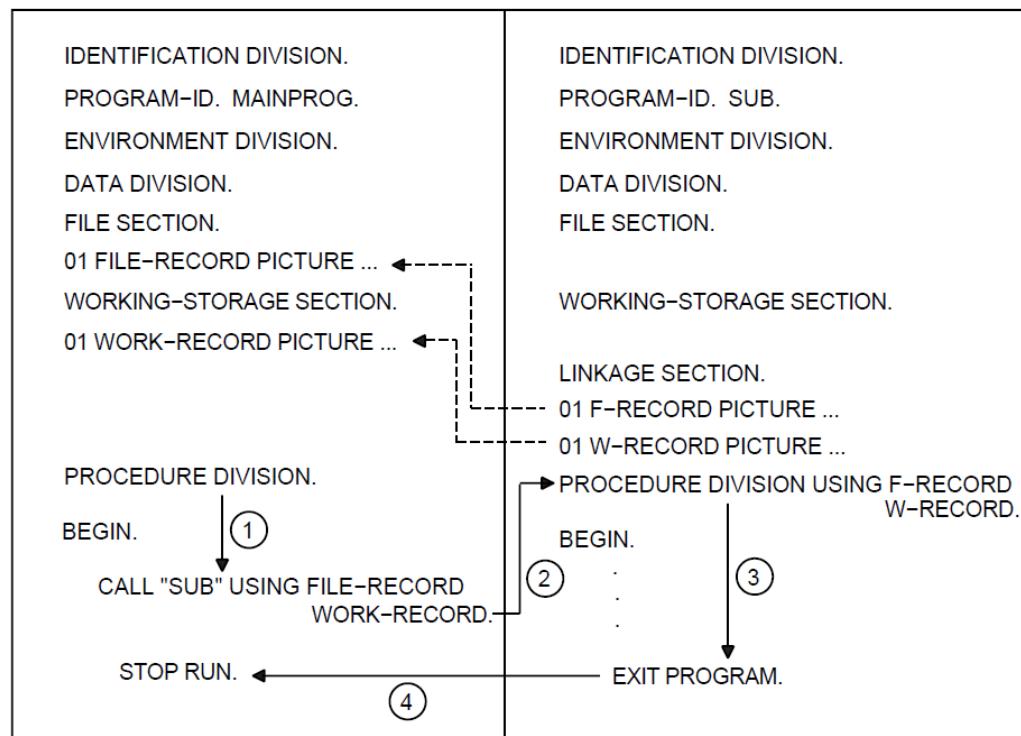 IDENTIFICATION DIVISION.
PROGRAM−ID. MAINPROG.
ENVIRONMENT DIVISION.
DATA DIVISION.
FILE SECTION.
01 FILE−RECORD PICTURE ...
WORKING−STORAGE SECTION.
01 WORK−RECORD PICTURE ...
PROCEDURE DIVISION.
1
BEGIN.
CALL "SUB" USING FILE−RECORD
WORK−RECORD.
STOP RUN.
IDENTIFICATION DIVISION.
PROGRAM−ID. SUB.
ENVIRONMENT DIVISION.
DATA DIVISION.
FILE SECTION.
WORKING−STORAGE SECTION.
LINKAGE SECTION.
01 F−RECORD PICTURE ...
01 W−RECORD PICTURE ...
PROCEDURE DIVISION USING F−RECORD
W−RECORD.
BEGIN.
2
3
.
.
.
EXIT PROGRAM.
4